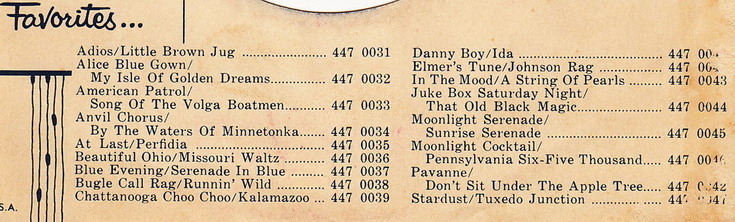 Favorites...
Adios/Little Brown Jug .................. 447 0031
Alice Blue Gown/
My Isle Of Golden Dreams............ 447 0032
American Patrol/
Song Of The Volga Boatmen......... 447 0033
Anvil Chorus/
By The Waters Of Minnetonka..... 447 0034
At Last/Perfidia ............................ 447 0035
Beautiful Ohio/Missouri Waltz ......... 447 0036
Blue Evening/Serenade In Blue ....... 447 0037
Bugle Call Rag/Runnin' Wild .......... 447 0038
Chattanooga Choo Choo/Kalamazoo ... 447 0039
S.A.
Danny Boy/Ida ............................. 447
Elmer's Tune/Johnson Rag ............. 447
In The Mood/A String Of Pearls ...... 447 0043
Juke Box Saturday Night/
That Old Black Magic.................. 447 0044
Moonlight Serenade/
Sunrise Serenade ........................ 447 0045
Moonlight Cocktail/
Pennsylvania Six-Five Thousand.... 447
Pavanne/
Don't Sit Under The Apple Tree.... 447
Stardust/Tuxedo Junction ..............